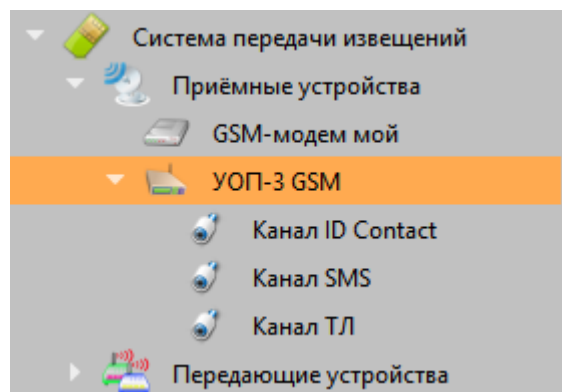 Система передачи извещений
Приёмные устройства
GSM-модем мой
УОП-3 GSM
Канал ID Contact
Канал SMS
Канал ТЛ
Передающие устройства